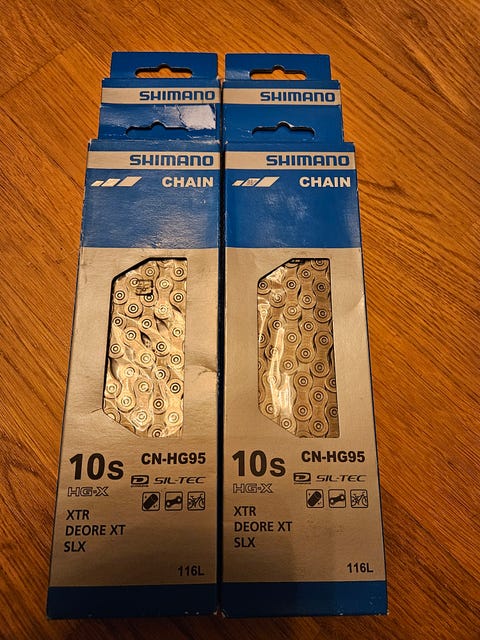 SHIMANO
SHIMANO
SHIMANO
CHAIN
10s
HG-X
CN-HG95
SIL-TEC
XTR
DEORE XT
SLX
116L
SHIMANO
CHAIN
10s
HG-X
CN-HG95
SIL-TEC
XTR
DEORE XT
SLX
116L